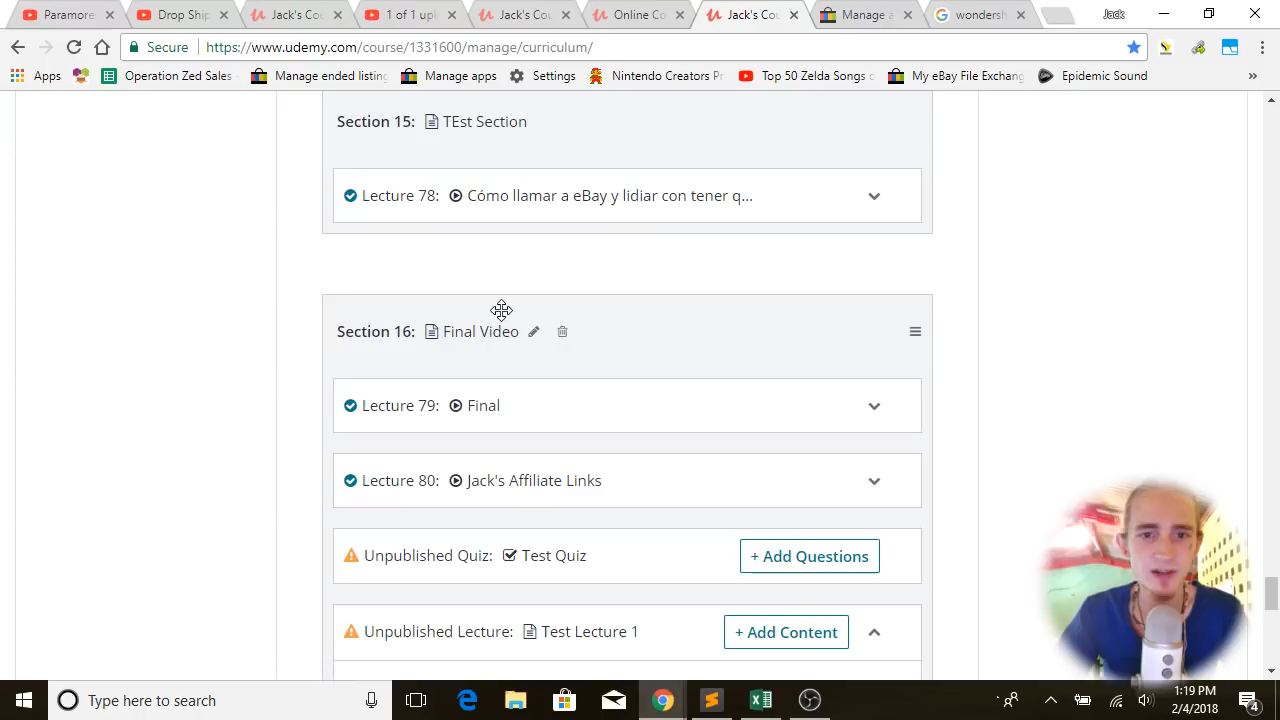 Paramore
Drop Ship
Jack's Co
1 of 1 upl
Jack's Co
Online Co
Jack's Cou
Manage a
wondersh
Jack
Secure
https://www.udemy.com/course/1331600/manage/curriculum/
Apps
Operation Zed Sales
Manage ended listing
Manage apps
Settings
Nintendo Creators P
Top 50 Zelda Songs o
My eBay File Exchang
Epidemic Sound
»
Section 15: TEst Section
Lecture 78: Cómo llamar a eBay y lidiar con tener q...
Section 16: Final Video
Lecture 79: Final
Lecture 80: Jack's Affiliate Links
Unpublished Quiz: Test Quiz
+ Add Questions
Unpublished Lecture: Test Lecture 1
+ Add Content
Type here to search
1:19 PM
2/4/2018
4